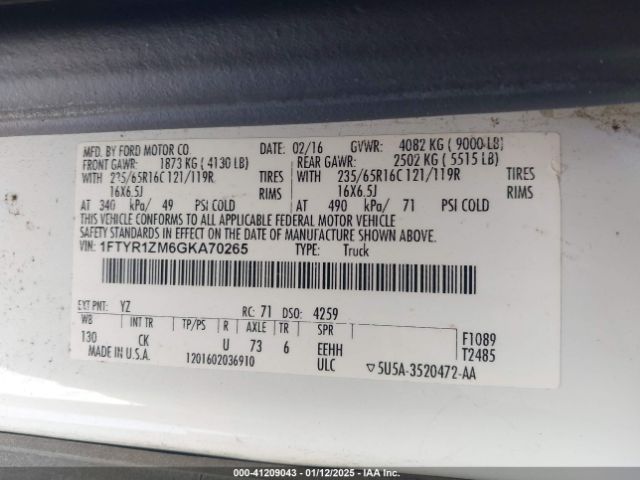 MFD. BY FORD MOTOR CO. DATE: 02/16 GVWR: 4082 KG ( 9000 LB)
FRONT GAWR: 1873 KG ( 4130 LB) REAR GAWR: 2502 KG ( 5515 LB)
WITH 235/65R16C 121/119R TIRES WITH 235/65R16C 121/119R TIRES
16X6.5J RIMS 16X6.5J RIMS
AT 340 kPa/ 49 PSI COLD AT 490 kPa/ 71 PSI COLD
THIS VEHICLE CONFORMS TO ALL APPLICABLE FEDERAL MOTOR VEHICLE
SAFETY STANDARDS IN EFFECT ON THE DATE OF MANUFACTURE SHOWN ABOVE.
VIN: 1FTYR1ZM6GKA70265 TYPE: Truck
EXT PNT: YZ RC: 71 DSO: 4259
WB INT TR TP/PS R AXLE TR SPR F1089
130 CK U 73 6 EEHH T2485
MADE IN U.S.A. 1201602036910 ULC ▽5U5A-3520472-AA
000-41209043 - 01/12/2025 - IAA Inc.